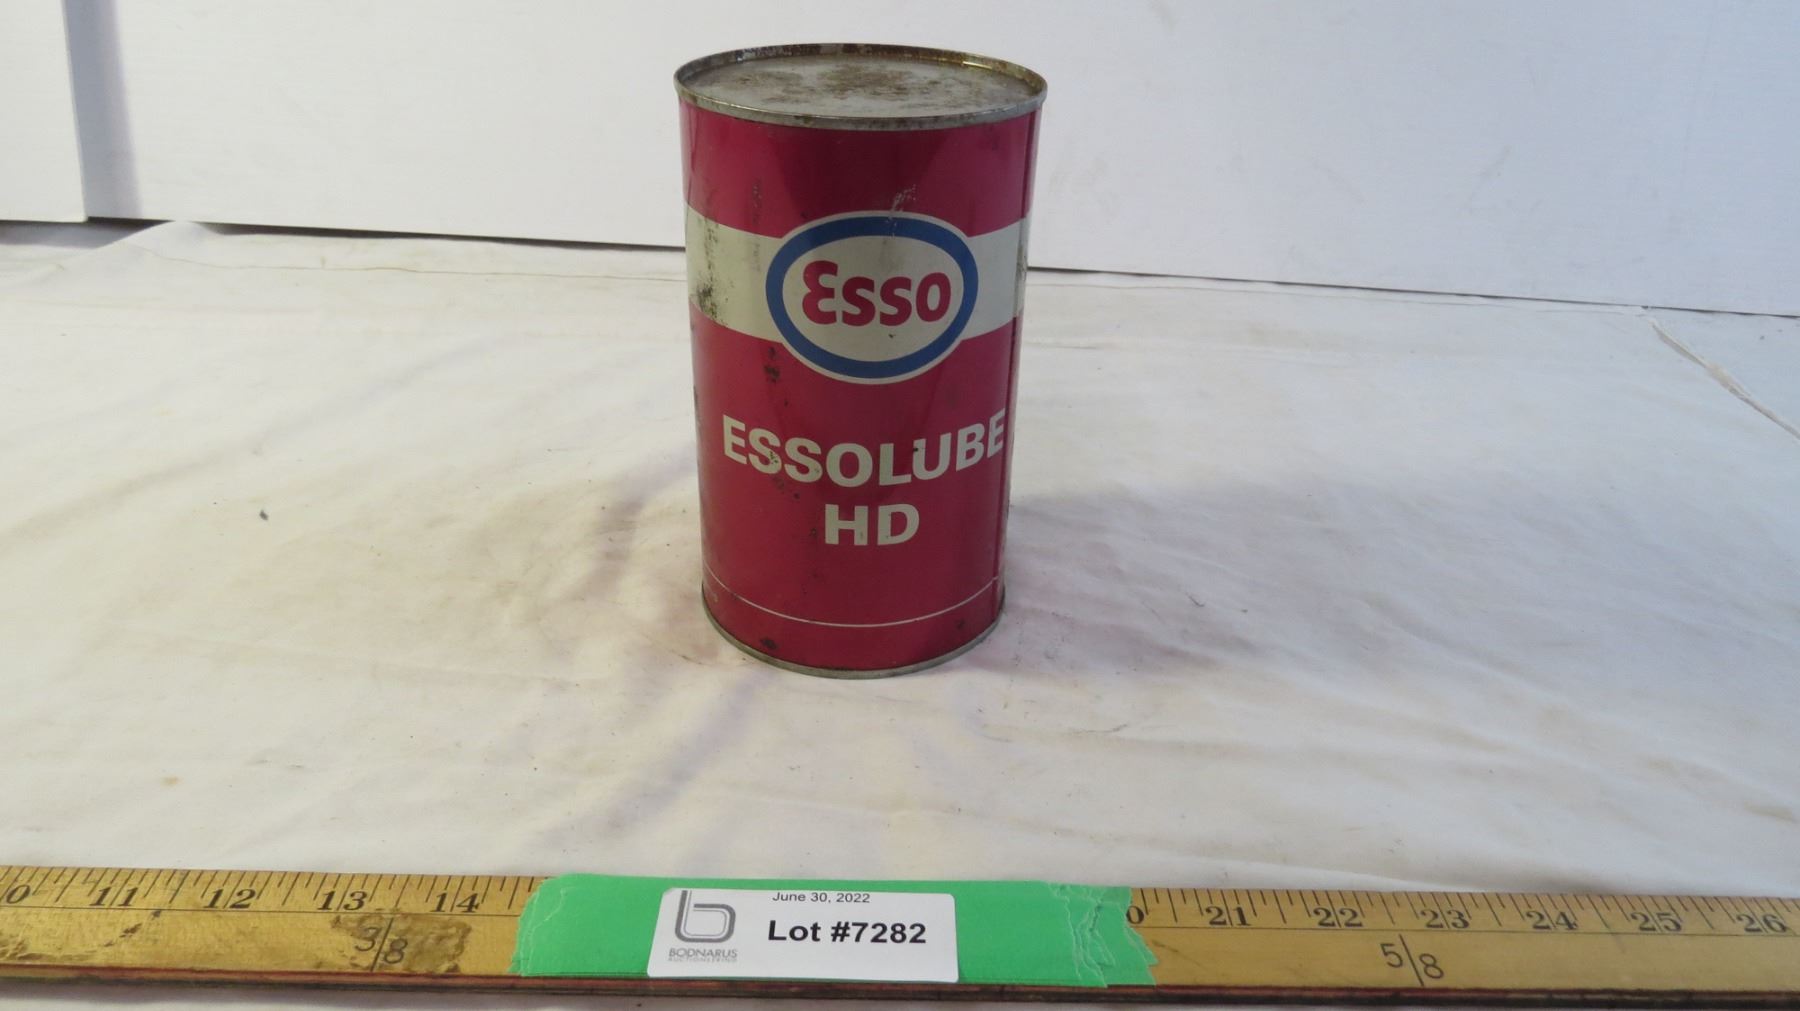 Esso
ESSOLUBE
HD
0 11 12 13 14 0 21 22 23 24 25 26
3/8
5/8
June 30, 2022
Lot #7282
BODNARUS
AUCTIONEERING